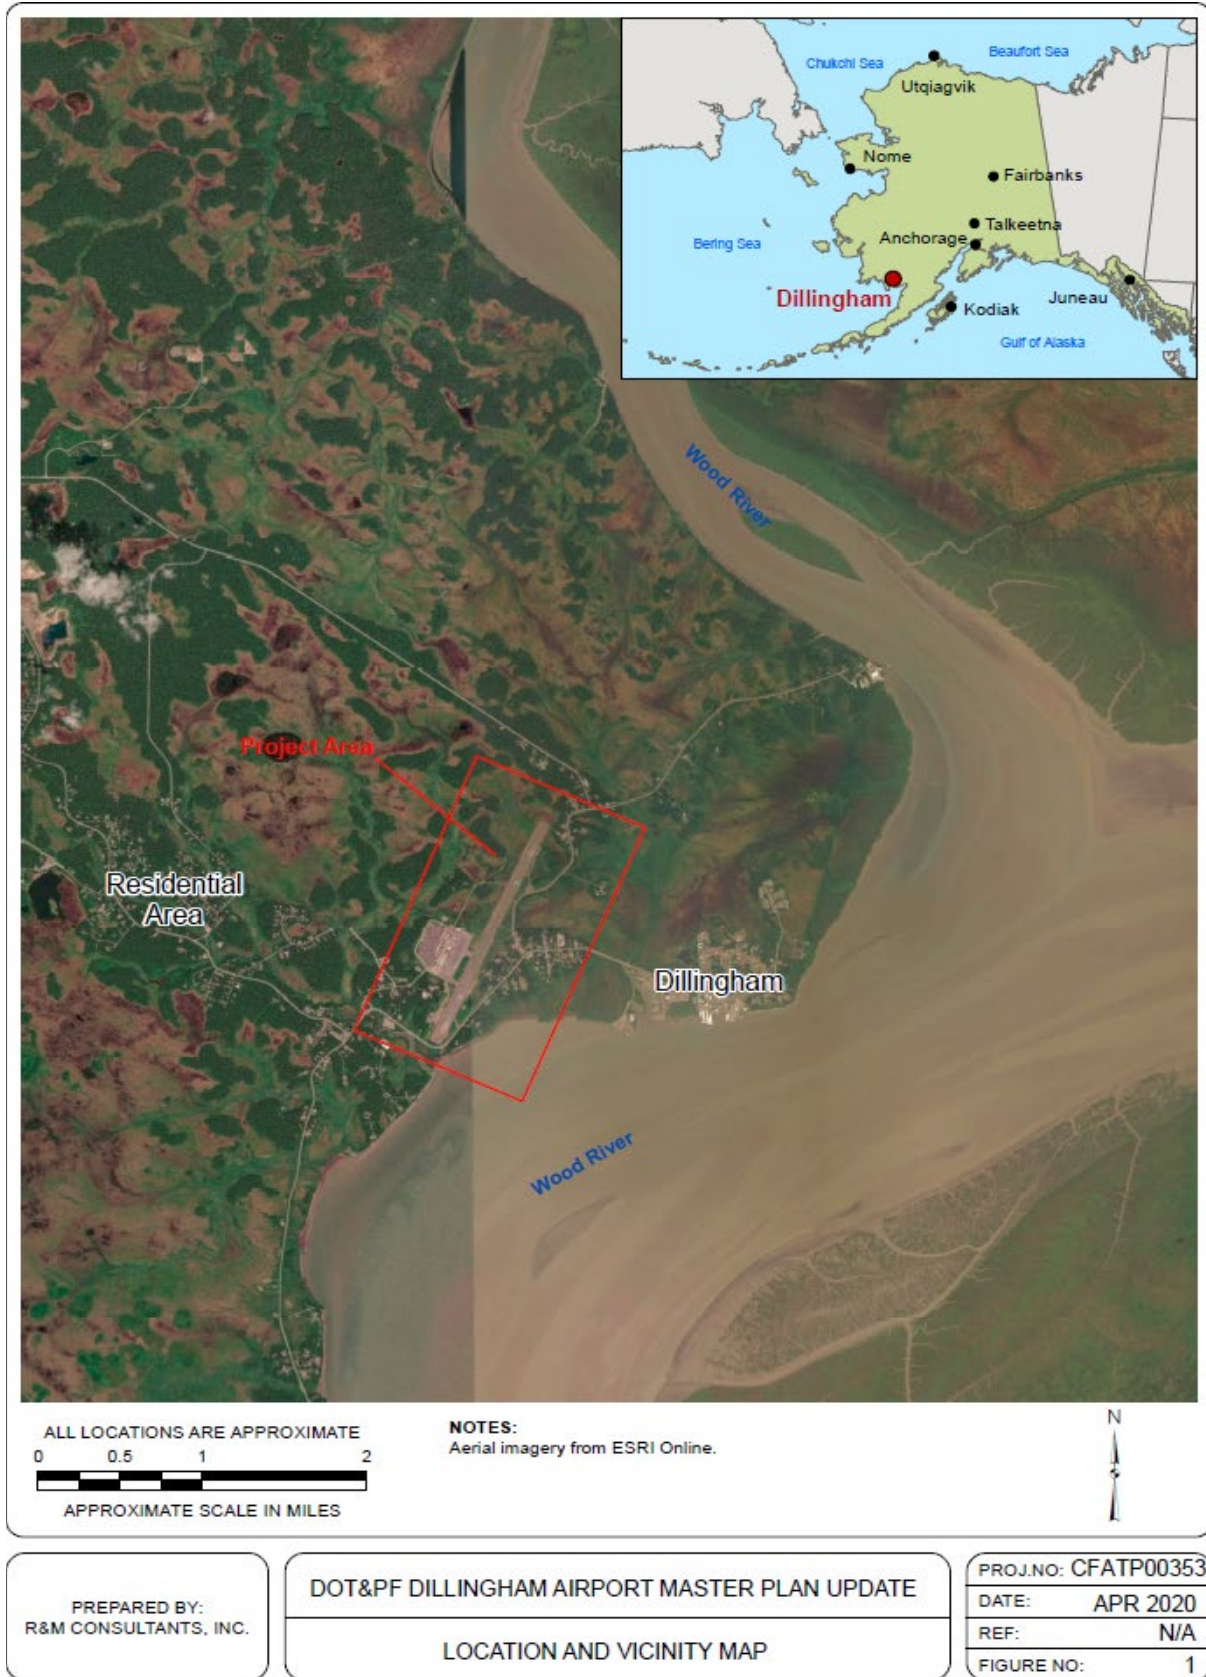 Chukchi Sea
Beaufort Sea
Utqiagvik
Nome
Fairbanks
Talkeetna
Anchorage
Bering Sea
Dillingham
Kodiak
Juneau
Gulf of Alaska
Wood River
Project Area
Residential
Area
Dillingham
Wood River
ALL LOCATIONS ARE APPROXIMATE
0 0.5 1 2
APPROXIMATE SCALE IN MILES
NOTES:
Aerial imagery from ESRI Online.
N
PREPARED BY:
R&M CONSULTANTS, INC.
DOT&PF DILLINGHAM AIRPORT MASTER PLAN UPDATE
LOCATION AND VICINITY MAP
PROJ.NO: CFATP00353
DATE: APR 2020
REF: N/A
FIGURE NO: 1